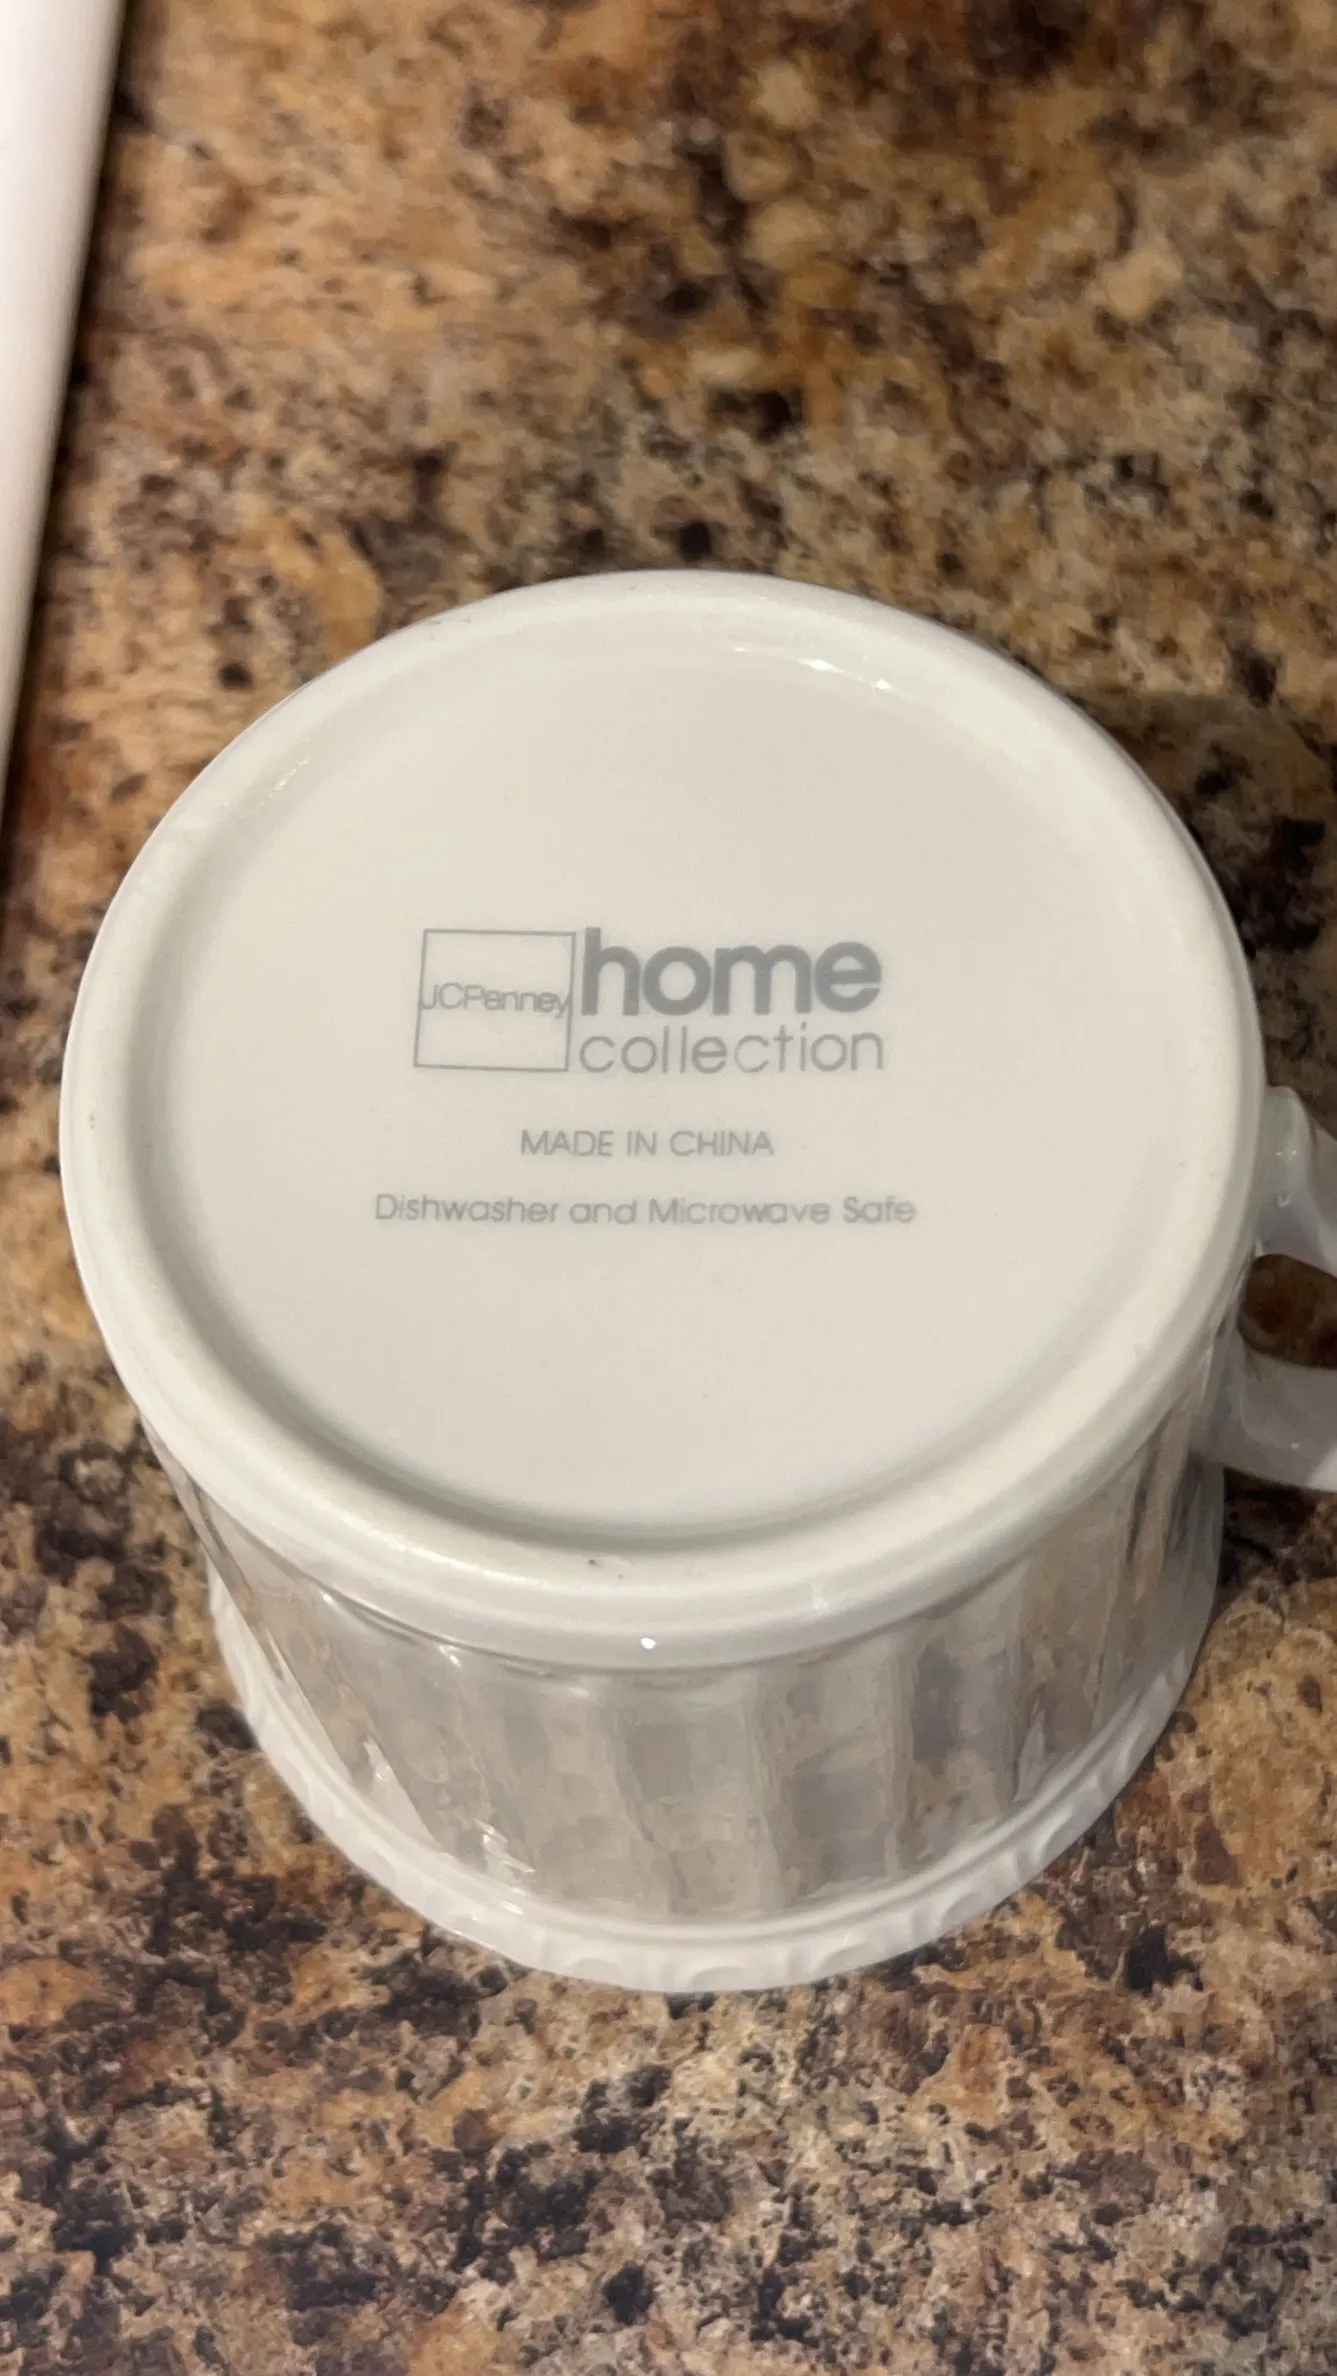 JCPenney home
collection
MADE IN CHINA
Dishwasher and Microwave Safe